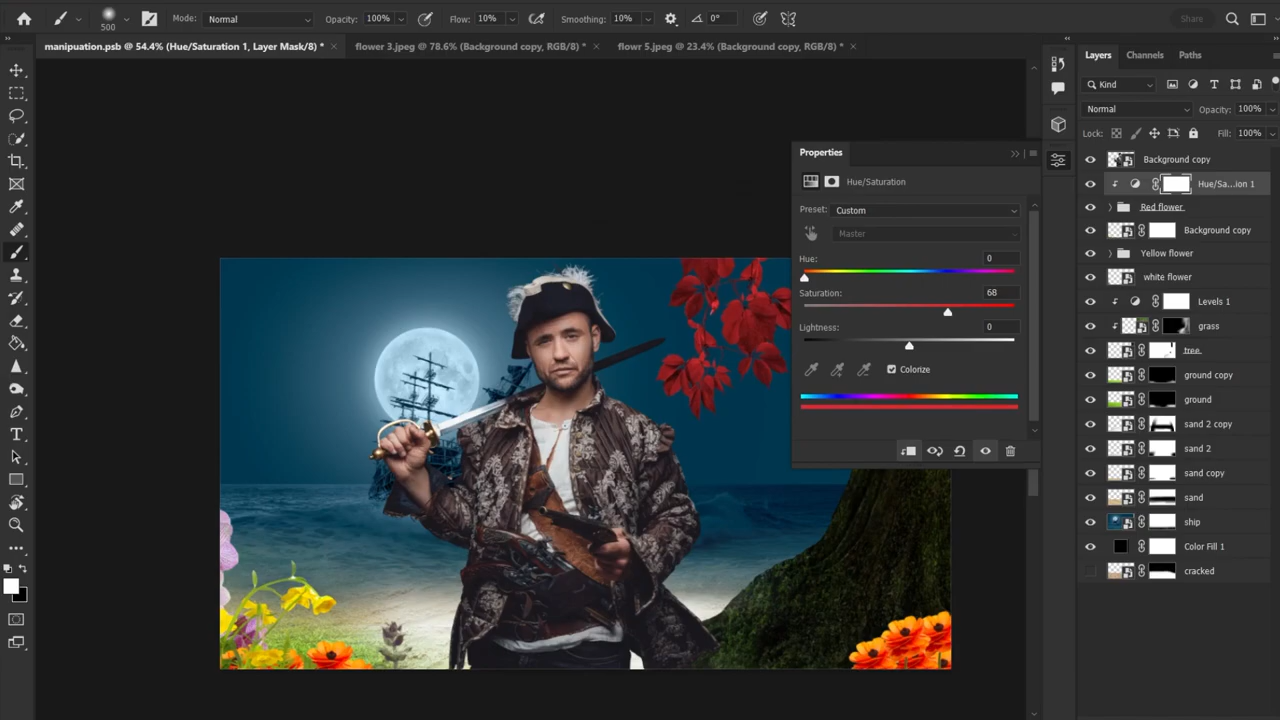 500
Mode: Normal
Opacity: 100%
Flow: 10%
Smoothing: 10%
0°
Share
manipuation.psb @ 54.4% (Hue/Saturation 1, Layer Mask/8) *
flower 3.jpeg @ 78.6% (Background copy, RGB/8) *
flowr 5.jpeg @ 23.4% (Background copy, RGB/8) *
Properties
Hue/Saturation
Preset: Custom
Master
Hue: 0
Saturation: 68
Lightness: 0
Colorize
Layers Channels Paths
Kind
Normal Opacity: 100%
Lock: Fill: 100%
Background copy
Hue/Sa...ion 1
Red flower
Background copy
Yellow flower
white flower
Levels 1
grass
tree
ground copy
ground
sand 2 copy
sand 2
sand copy
sand
ship
Color Fill 1
cracked